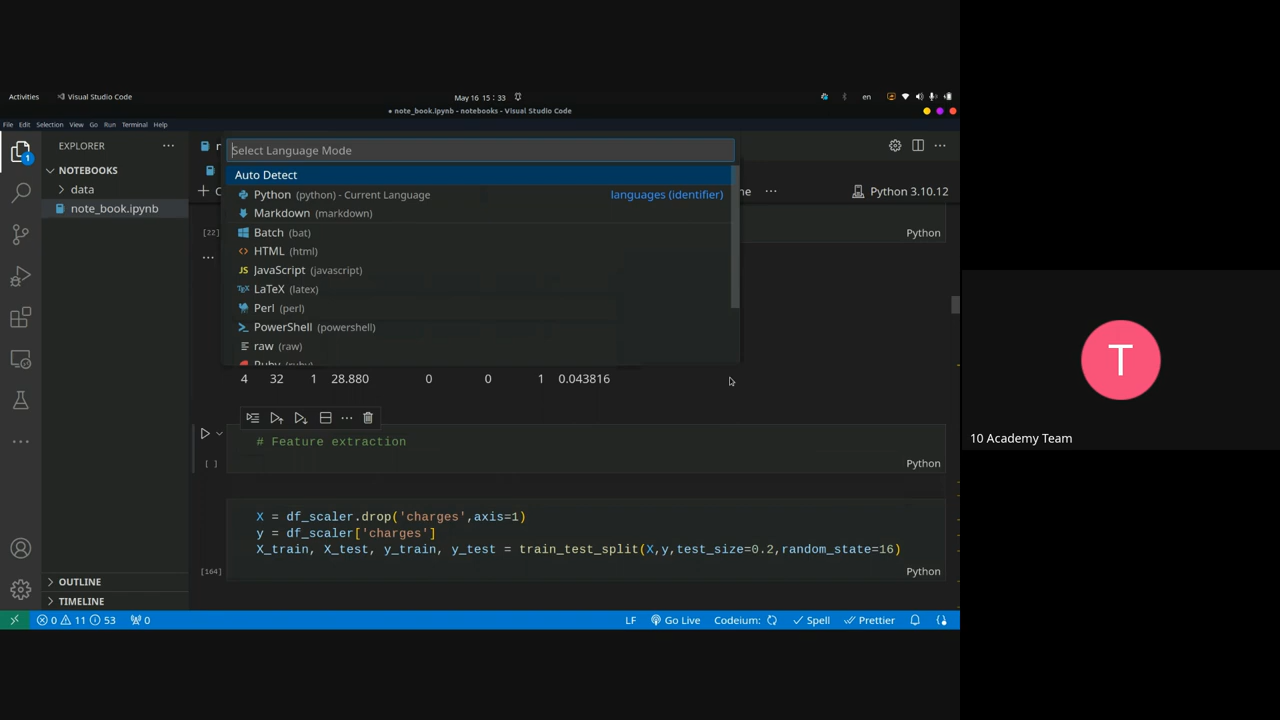 Activities
Visual Studio Code
May 16 15:33
en
● note_book.ipynb - notebooks - Visual Studio Code
File Edit Selection View Go Run Terminal Help
EXPLORER
NOTEBOOKS
data
note_book.ipynb
OUTLINE
TIMELINE
1
Select Language Mode
Auto Detect
Python (python) - Current Language
languages (identifier)
Markdown (markdown)
Batch (bat)
HTML (html)
JS JavaScript (javascript)
LaTeX (latex)
Perl (perl)
PowerShell (powershell)
raw (raw)
Python 3.10.12
[22]
Python
4 32 1 28.880 0 0 1 0.043816
# Feature extraction
[ ]
Python
X = df_scaler.drop('charges',axis=1)
y = df_scaler['charges']
X_train, X_test, y_train, y_test = train_test_split(X,y,test_size=0.2,random_state=16)
[164]
Python
0 11 53 0
LF Go Live Codeium: Spell Prettier
T
10 Academy Team